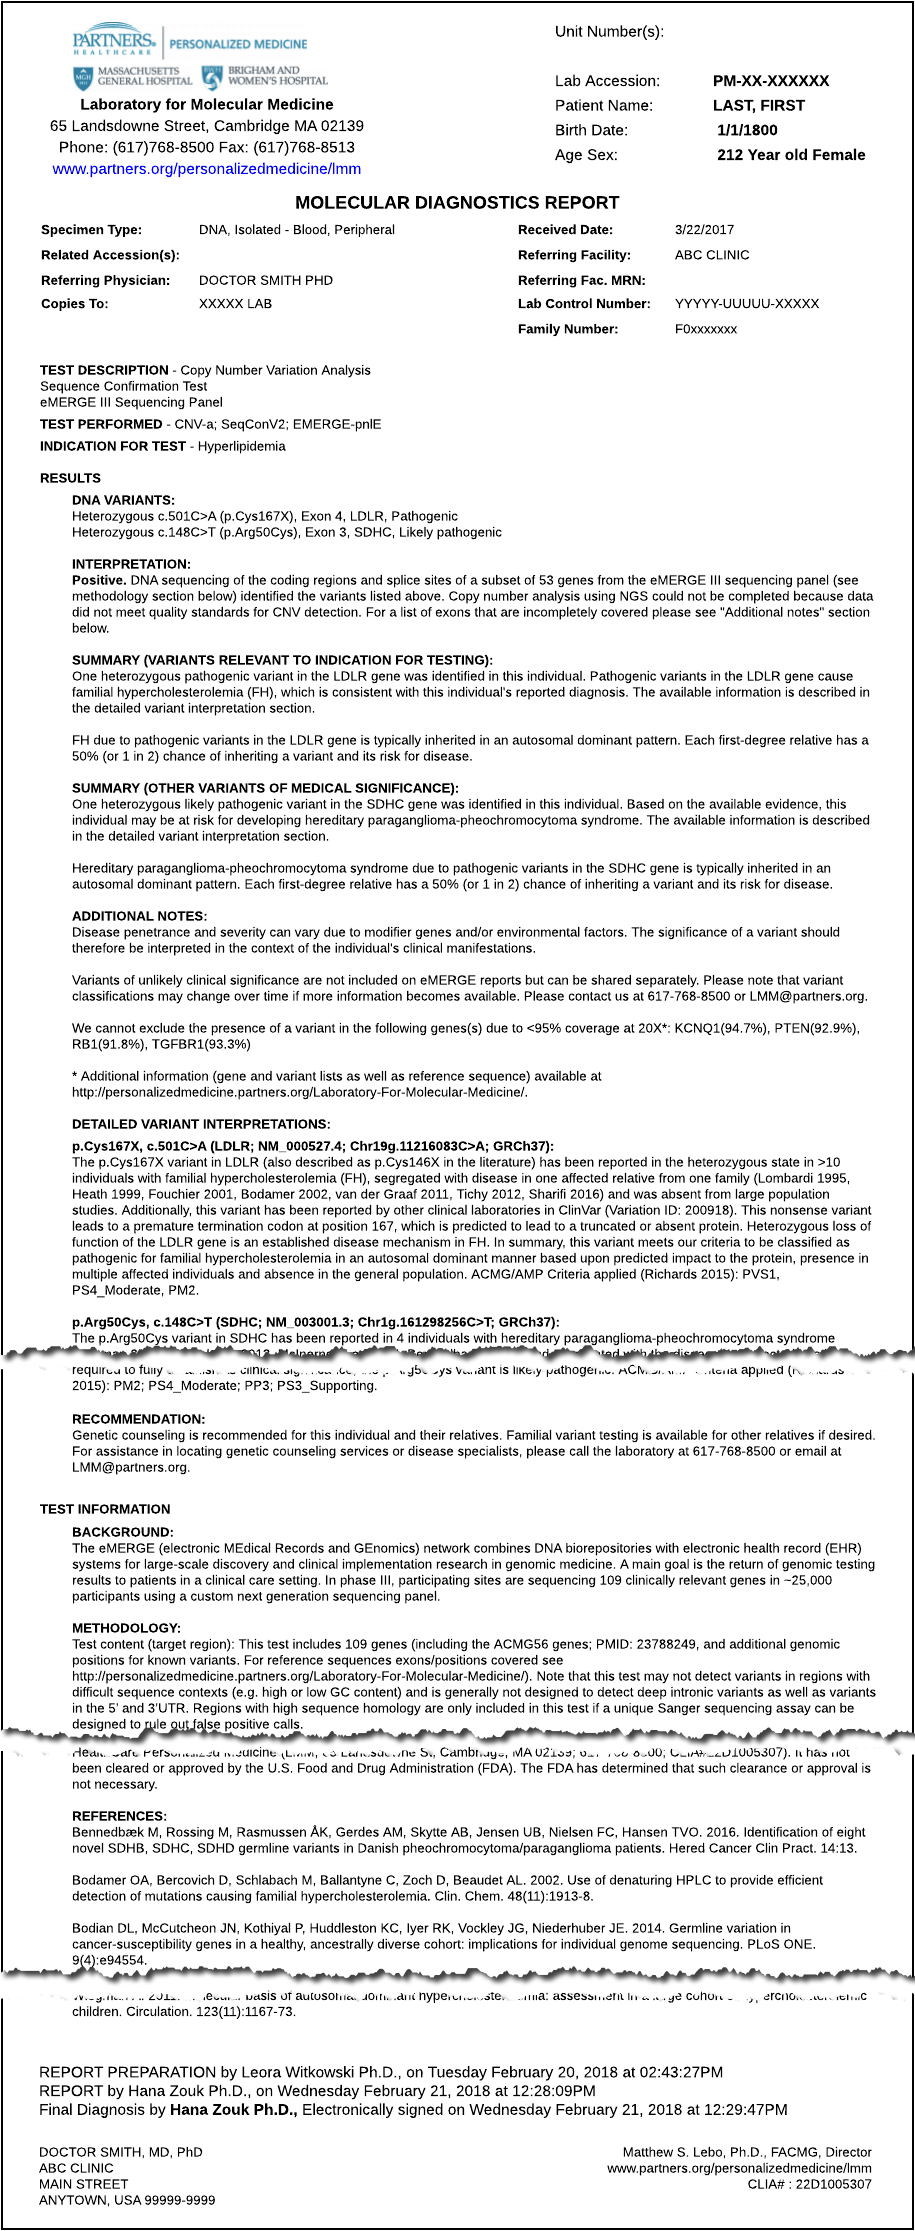 PARTNERS. HEALTHCARE | PERSONALIZED MEDICINE
MGH 1811 MASSACHUSETTS GENERAL HOSPITAL BRIGHAM AND WOMEN'S HOSPITAL
Laboratory for Molecular Medicine
65 Landsdowne Street, Cambridge MA 02139
Phone: (617)768-8500 Fax: (617)768-8513
www.partners.org/personalizedmedicine/lmm
Unit Number(s):
Lab Accession: PM-XX-XXXXXX
Patient Name: LAST, FIRST
Birth Date: 1/1/1800
Age Sex: 212 Year old Female
MOLECULAR DIAGNOSTICS REPORT
Specimen Type: DNA, Isolated - Blood, Peripheral Received Date: 3/22/2017
Related Accession(s): Referring Facility: ABC CLINIC
Referring Physician: DOCTOR SMITH PHD Referring Fac. MRN:
Copies To: XXXXX LAB Lab Control Number: YYYYY-UUUUU-XXXXX
Family Number: F0xxxxxxx
TEST DESCRIPTION - Copy Number Variation Analysis
Sequence Confirmation Test
eMERGE III Sequencing Panel
TEST PERFORMED - CNV-a; SeqConV2; EMERGE-pnlE
INDICATION FOR TEST - Hyperlipidemia
RESULTS
DNA VARIANTS:
Heterozygous c.501C>A (p.Cys167X), Exon 4, LDLR, Pathogenic
Heterozygous c.148C>T (p.Arg50Cys), Exon 3, SDHC, Likely pathogenic
INTERPRETATION:
Positive. DNA sequencing of the coding regions and splice sites of a subset of 53 genes from the eMERGE III sequencing panel (see
methodology section below) identified the variants listed above. Copy number analysis using NGS could not be completed because data
did not meet quality standards for CNV detection. For a list of exons that are incompletely covered please see "Additional notes" section
below.
SUMMARY (VARIANTS RELEVANT TO INDICATION FOR TESTING):
One heterozygous pathogenic variant in the LDLR gene was identified in this individual. Pathogenic variants in the LDLR gene cause
familial hypercholesterolemia (FH), which is consistent with this individual's reported diagnosis. The available information is described in
the detailed variant interpretation section.
FH due to pathogenic variants in the LDLR gene is typically inherited in an autosomal dominant pattern. Each first-degree relative has a
50% (or 1 in 2) chance of inheriting a variant and its risk for disease.
SUMMARY (OTHER VARIANTS OF MEDICAL SIGNIFICANCE):
One heterozygous likely pathogenic variant in the SDHC gene was identified in this individual. Based on the available evidence, this
individual may be at risk for developing hereditary paraganglioma-pheochromocytoma syndrome. The available information is described
in the detailed variant interpretation section.
Hereditary paraganglioma-pheochromocytoma syndrome due to pathogenic variants in the SDHC gene is typically inherited in an
autosomal dominant pattern. Each first-degree relative has a 50% (or 1 in 2) chance of inheriting a variant and its risk for disease.
ADDITIONAL NOTES:
Disease penetrance and severity can vary due to modifier genes and/or environmental factors. The significance of a variant should
therefore be interpreted in the context of the individual's clinical manifestations.
Variants of unlikely clinical significance are not included on eMERGE reports but can be shared separately. Please note that variant
classifications may change over time if more information becomes available. Please contact us at 617-768-8500 or LMM@partners.org.
We cannot exclude the presence of a variant in the following genes(s) due to <95% coverage at 20X*: KCNQ1(94.7%), PTEN(92.9%),
RB1(91.8%), TGFBR1(93.3%)
* Additional information (gene and variant lists as well as reference sequence) available at
http://personalizedmedicine.partners.org/Laboratory-For-Molecular-Medicine/.
DETAILED VARIANT INTERPRETATIONS:
p.Cys167X, c.501C>A (LDLR; NM_000527.4; Chr19g.11216083C>A; GRCh37):
The p.Cys167X variant in LDLR (also described as p.Cys146X in the literature) has been reported in the heterozygous state in >10
individuals with familial hypercholesterolemia (FH), segregated with disease in one affected relative from one family (Lombardi 1995,
Heath 1999, Fouchier 2001, Bodamer 2002, van der Graaf 2011, Tichy 2012, Sharifi 2016) and was absent from large population
studies. Additionally, this variant has been reported by other clinical laboratories in ClinVar (Variation ID: 200918). This nonsense variant
leads to a premature termination codon at position 167, which is predicted to lead to a truncated or absent protein. Heterozygous loss of
function of the LDLR gene is an established disease mechanism in FH. In summary, this variant meets our criteria to be classified as
pathogenic for familial hypercholesterolemia in an autosomal dominant manner based upon predicted impact to the protein, presence in
multiple affected individuals and absence in the general population. ACMG/AMP Criteria applied (Richards 2015): PVS1,
PS4_Moderate, PM2.
p.Arg50Cys, c.148C>T (SDHC; NM_003001.3; Chr1g.161298256C>T; GRCh37):
The p.Arg50Cys variant in SDHC has been reported in 4 individuals with hereditary paraganglioma-pheochromocytoma syndrome
required to fully clinical variant is likely pathogenic. applied
2015): PM2; PS4_Moderate; PP3; PS3_Supporting.
RECOMMENDATION:
Genetic counseling is recommended for this individual and their relatives. Familial variant testing is available for other relatives if desired.
For assistance in locating genetic counseling services or disease specialists, please call the laboratory at 617-768-8500 or email at
LMM@partners.org.
TEST INFORMATION
BACKGROUND:
The eMERGE (electronic MEdical Records and GEnomics) network combines DNA biorepositories with electronic health record (EHR)
systems for large-scale discovery and clinical implementation research in genomic medicine. A main goal is the return of genomic testing
results to patients in a clinical care setting. In phase III, participating sites are sequencing 109 clinically relevant genes in ~25,000
participants using a custom next generation sequencing panel.
METHODOLOGY:
Test content (target region): This test includes 109 genes (including the ACMG56 genes; PMID: 23788249, and additional genomic
positions for known variants. For reference sequences exons/positions covered see
http://personalizedmedicine.partners.org/Laboratory-For-Molecular-Medicine/). Note that this test may not detect variants in regions with
difficult sequence contexts (e.g. high or low GC content) and is generally not designed to detect deep intronic variants as well as variants
in the 5' and 3'UTR. Regions with high sequence homology are only included in this test if a unique Sanger sequencing assay can be
designed to rule out false positive calls.
Cambridge, MA 02139; It has not
been cleared or approved by the U.S. Food and Drug Administration (FDA). The FDA has determined that such clearance or approval is
not necessary.
REFERENCES:
Bennedbæk M, Rossing M, Rasmussen ÅK, Gerdes AM, Skytte AB, Jensen UB, Nielsen FC, Hansen TVO. 2016. Identification of eight
novel SDHB, SDHC, SDHD germline variants in Danish pheochromocytoma/paraganglioma patients. Hered Cancer Clin Pract. 14:13.
Bodamer OA, Bercovich D, Schlabach M, Ballantyne C, Zoch D, Beaudet AL. 2002. Use of denaturing HPLC to provide efficient
detection of mutations causing familial hypercholesterolemia. Clin. Chem. 48(11):1913-8.
Bodian DL, McCutcheon JN, Kothiyal P, Huddleston KC, Iyer RK, Vockley JG, Niederhuber JE. 2014. Germline variation in
cancer-susceptibility genes in a healthy, ancestrally diverse cohort: implications for individual genome sequencing. PLoS ONE.
9(4):e94554.
basis of autosomal dominant assessment in a large cohort
children. Circulation. 123(11):1167-73.
REPORT PREPARATION by Leora Witkowski Ph.D., on Tuesday February 20, 2018 at 02:43:27PM
REPORT by Hana Zouk Ph.D., on Wednesday February 21, 2018 at 12:28:09PM
Final Diagnosis by Hana Zouk Ph.D., Electronically signed on Wednesday February 21, 2018 at 12:29:47PM
DOCTOR SMITH, MD, PhD
ABC CLINIC
MAIN STREET
ANYTOWN, USA 99999-9999
Matthew S. Lebo, Ph.D., FACMG, Director
www.partners.org/personalizedmedicine/lmm
CLIA# : 22D1005307